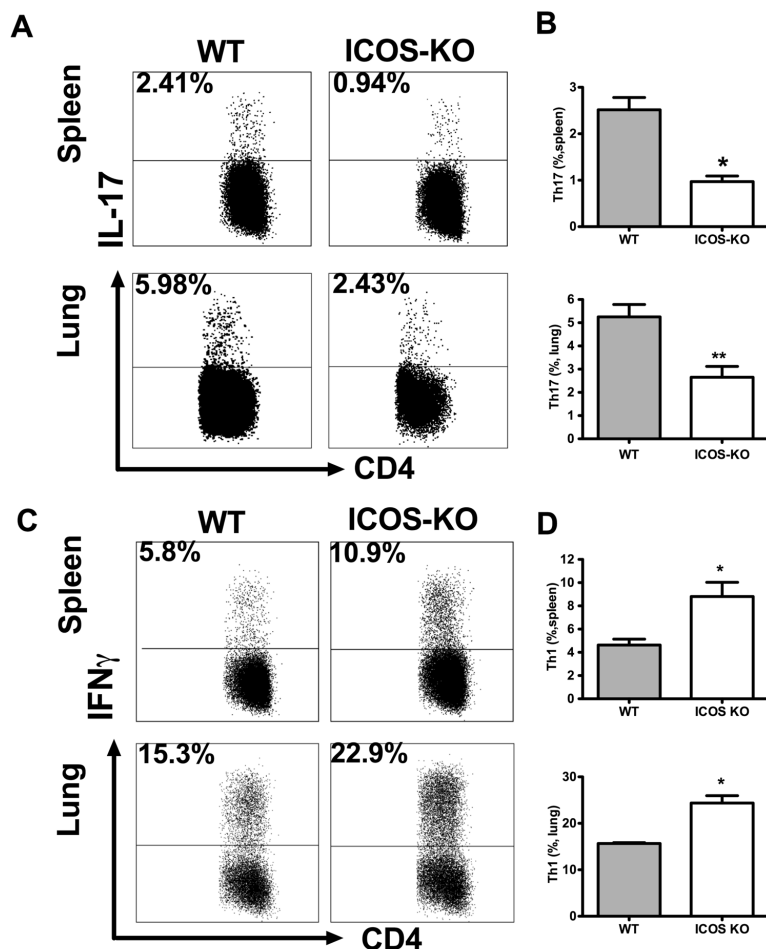 A
WT
ICOS-KO
Spleen
2.41%
0.94%
IL-17
Lung
5.98%
2.43%
CD4
B
Th17 (%,spleen)
3
2
1
0
WT
ICOS-KO
*
Th17 (%, lung)
6
5
4
3
2
1
0
WT
ICOS-KO
**
C
WT
ICOS-KO
Spleen
5.8%
10.9%
IFNγ
Lung
15.3%
22.9%
CD4
D
Th1 (%,spleen)
12
10
8
6
4
2
0
WT
ICOS KO
*
Th1 (%, lung)
30
20
10
0
WT
ICOS KO
*